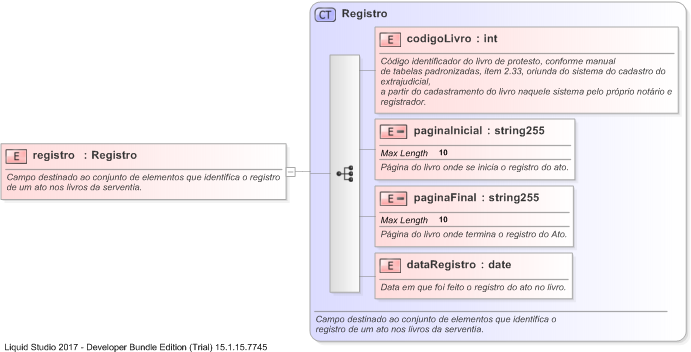 CT Registro
E codigoLivro : int
Código identificador do livro de protesto, conforme manual
de tabelas padronizadas, item 2.33, oriunda do sistema do cadastro do
extrajudicial,
a partir do cadastramento do livro naquele sistema pelo próprio notário e
registrador.
E paginaInicial : string255
Max Length 10
Página do livro onde se inicia o registro do ato.
E registro : Registro
Campo destinado ao conjunto de elementos que identifica o registro
de um ato nos livros da serventia.
E paginaFinal : string255
Max Length 10
Página do livro onde termina o registro do Ato.
E dataRegistro : date
Data em que foi feito o registro do ato no livro.
Campo destinado ao conjunto de elementos que identifica o
registro de um ato nos livros da serventia.
Liquid Studio 2017 - Developer Bundle Edition (Trial) 15.1.15.7745